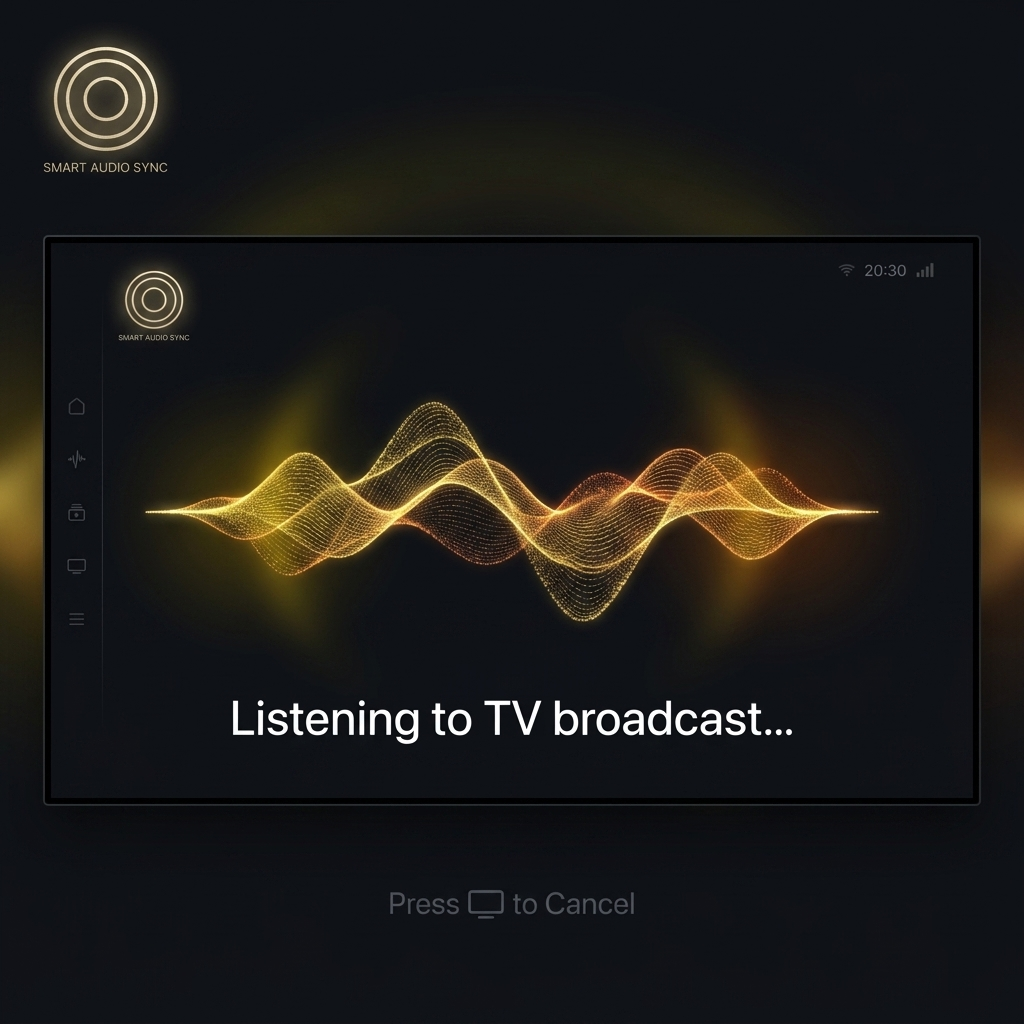 SMART AUDIO SYNC
20:30
SMART AUDIO SYNC
Listening to TV broadcast...
Press to Cancel